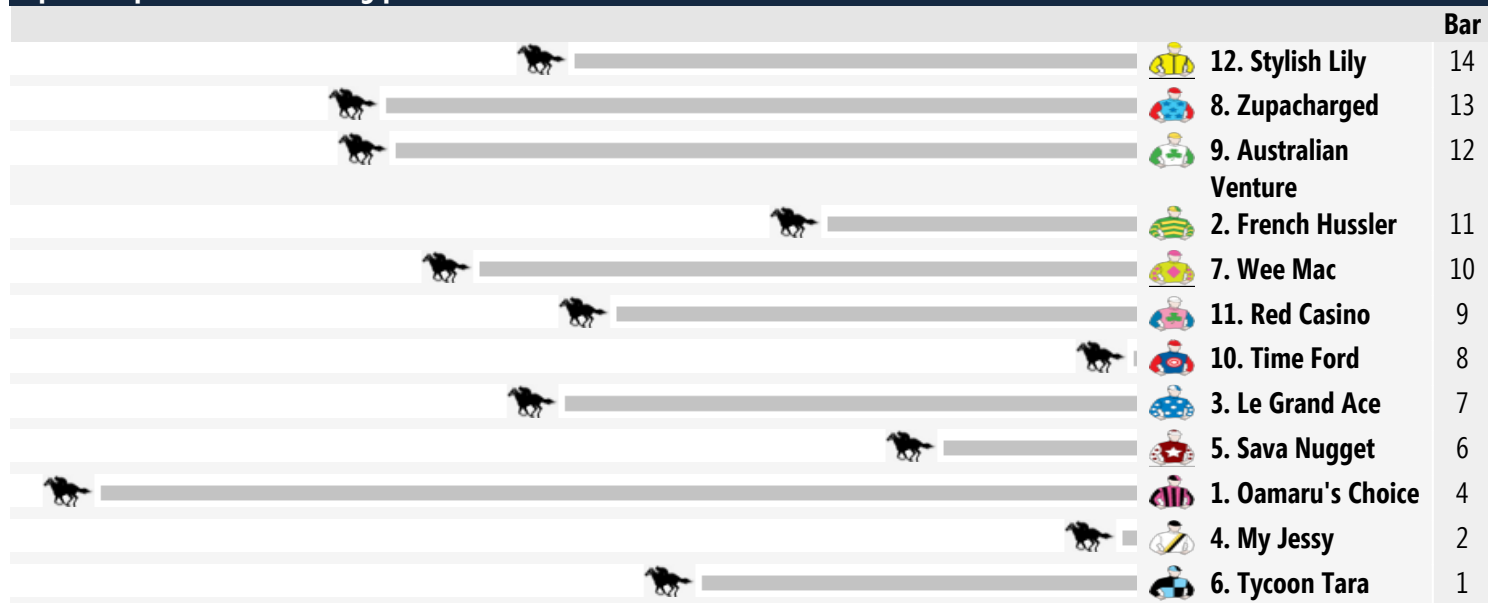 Bar
12. Stylish Lily 14
8. Zupacharged 13
9. Australian 12
Venture
2. French Hussler 11
7. Wee Mac 10
11. Red Casino 9
10. Time Ford 8
3. Le Grand Ace 7
5. Sava Nugget 6
1. Oamaru's Choice 4
4. My Jessy 2
6. Tycoon Tara 1